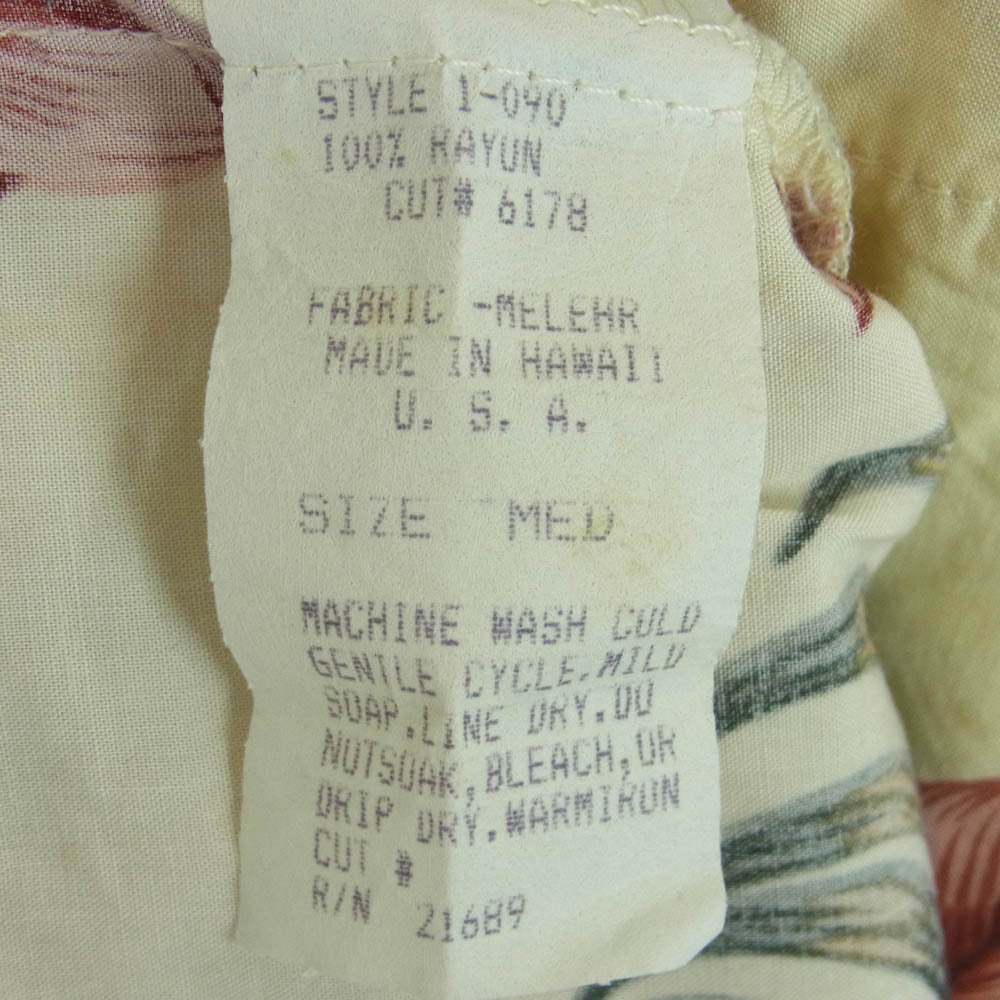 STYLE 1-090
100% RAYON
CUT# 6178
FABRIC -MELEHR
MADE IN HAWAII
U. S. A.
SIZE MED
MACHINE WASH COLD
GENTLE CYCLE.MILD
SOAP.LINE DRY.DO
NOTSOAK,BLEACH,OR
DRIP DRY.WARMIRON
CUT #
R/N 21689